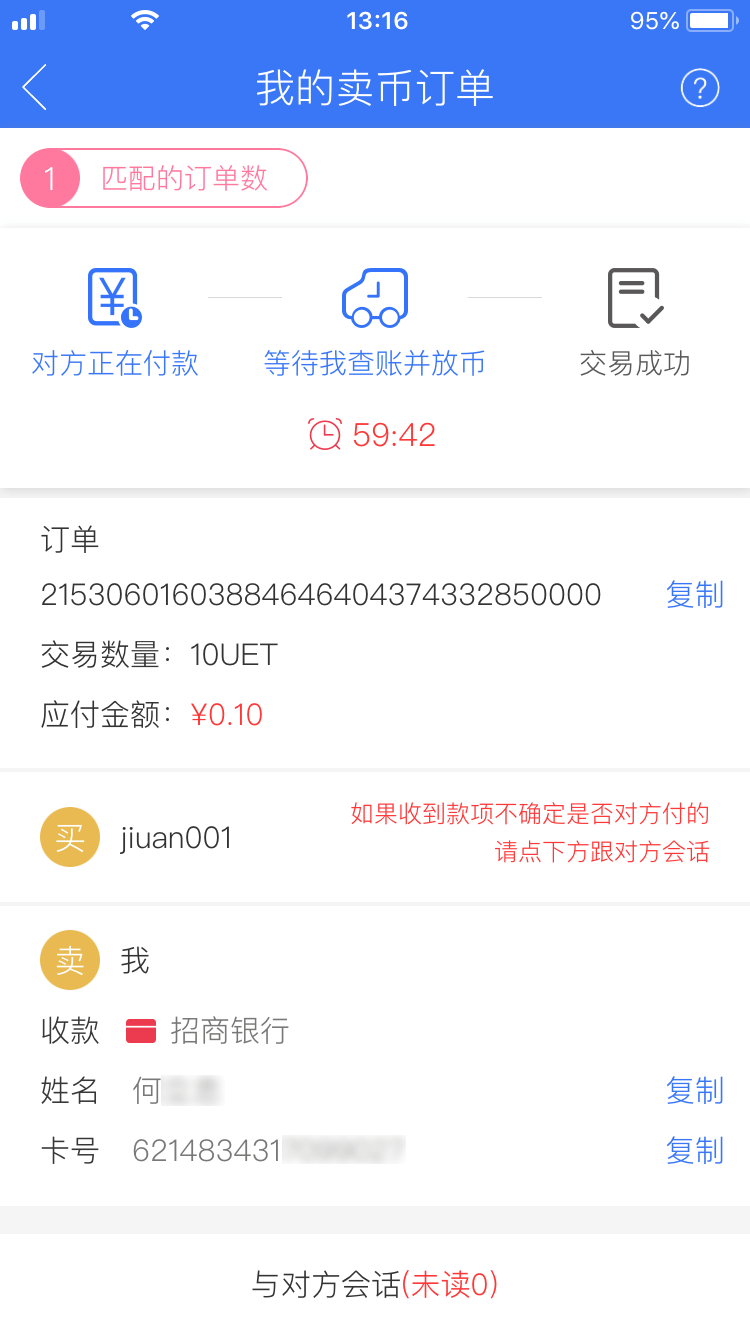 13:16
95%
我的卖币订单
?
1 匹配的订单数
对方正在付款 等待我查账并放币 交易成功
59:42
订单
215306016038846464043743328500​00 复制
交易数量：10UET
应付金额：¥0.10
买 jiuan001
如果收到款项不确定是否对方付的
请点下方跟对方会话
卖 我
收款 招商银行
姓名 何 复制
卡号 621483431 复制
与对方会话(未读0)